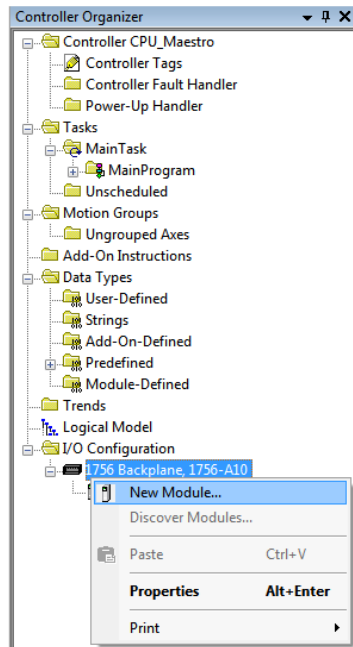 Controller Organizer
Controller CPU_Maestro
Controller Tags
Controller Fault Handler
Power-Up Handler
Tasks
MainTask
MainProgram
Unscheduled
Motion Groups
Ungrouped Axes
Add-On Instructions
Data Types
User-Defined
Strings
Add-On-Defined
Predefined
Module-Defined
Trends
Logical Model
I/O Configuration
1756 Backplane, 1756-A10
New Module...
Discover Modules...
Paste Ctrl+V
Properties Alt+Enter
Print